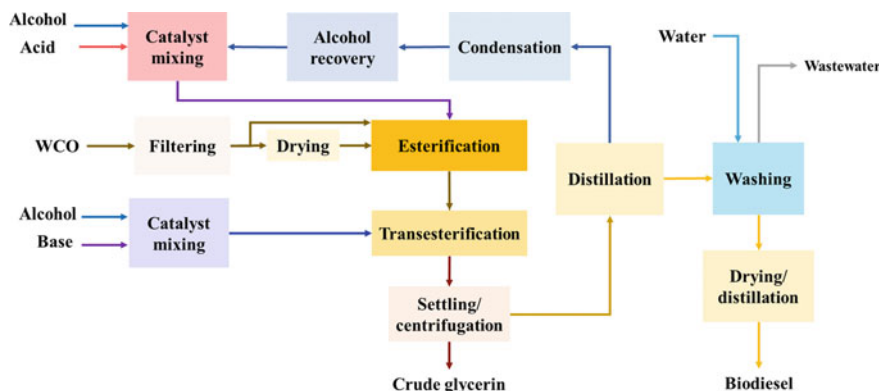 Alcohol
Acid
Catalyst
mixing
Alcohol
recovery
Condensation
Water
Wastewater
WCO
Filtering
Drying
Esterification
Distillation
Washing
Alcohol
Base
Catalyst
mixing
Transesterification
Settling/
centrifugation
Drying/
distillation
Crude glycerin
Biodiesel